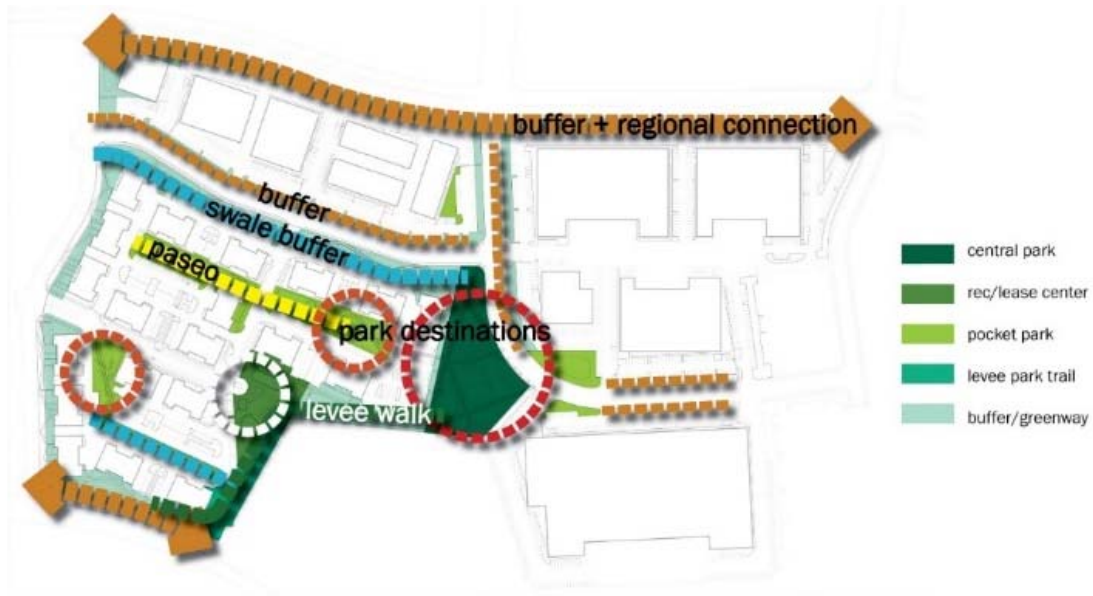 buffer + regional connection
buffer
swale buffer
paseo
park destinations
levee walk
central park
rec/lease center
pocket park
levee park trail
buffer/greenway